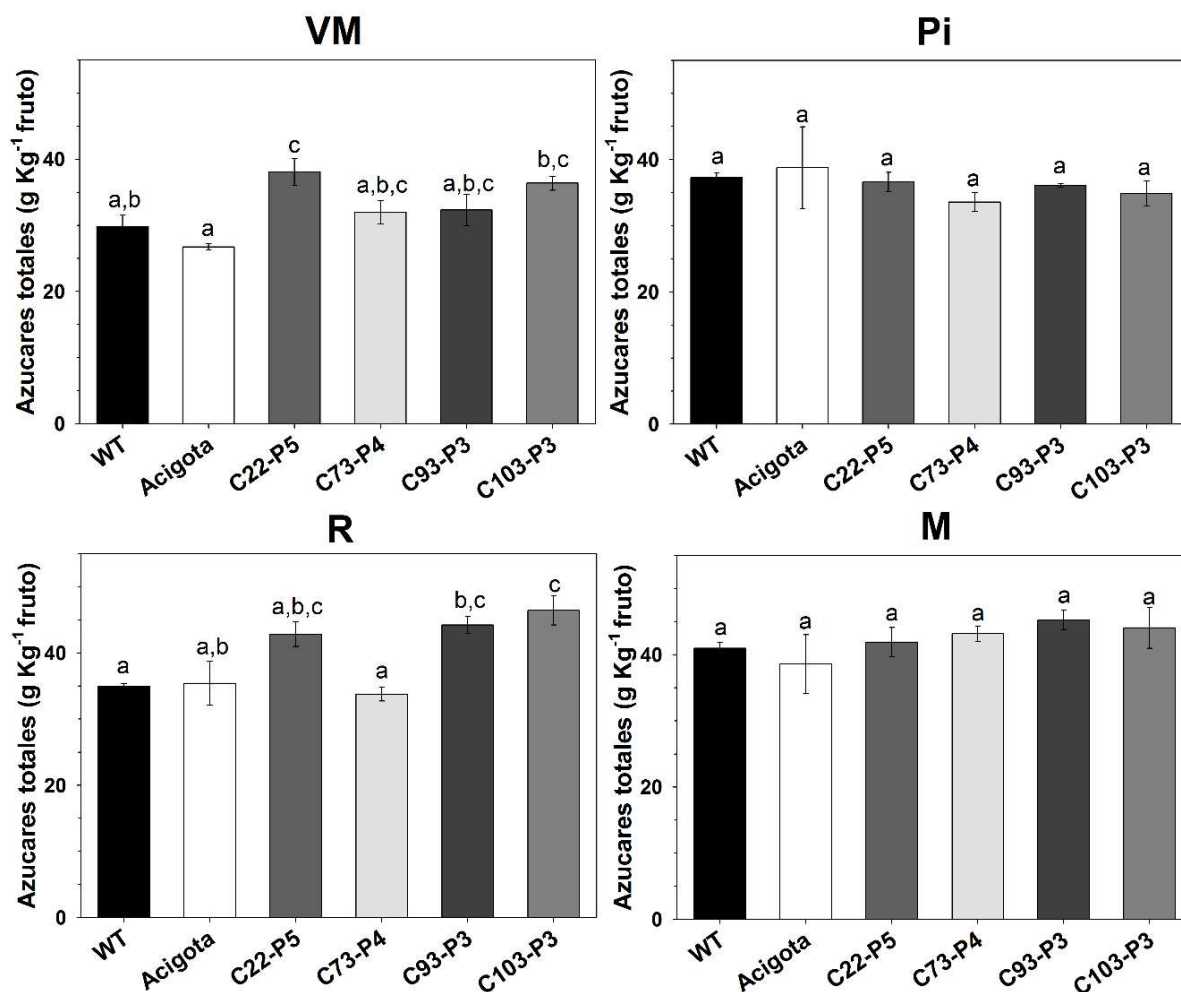 VM
Azucares totales (g Kg⁻¹ fruto)
40
20
0
a,b
a
c
a,b,c
a,b,c
b,c
WT
Acigota
C22-P5
C73-P4
C93-P3
C103-P3
Pi
Azucares totales (g Kg⁻¹ fruto)
40
20
0
a
a
a
a
a
a
WT
Acigota
C22-P5
C73-P4
C93-P3
C103-P3
R
Azucares totales (g Kg⁻¹ fruto)
40
20
0
a
a,b
a,b,c
a
b,c
c
WT
Acigota
C22-P5
C73-P4
C93-P3
C103-P3
M
Azucares totales (g Kg⁻¹ fruto)
40
20
0
a
a
a
a
a
a
WT
Acigota
C22-P5
C73-P4
C93-P3
C103-P3